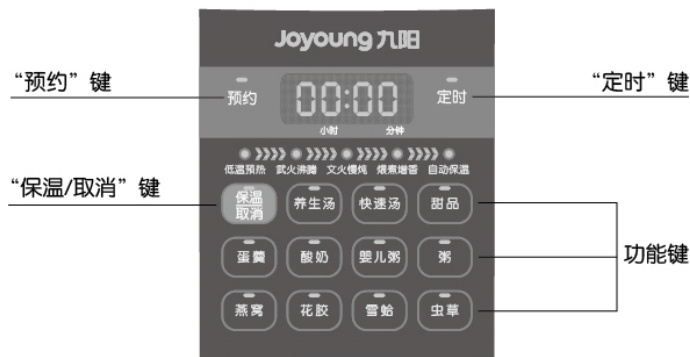 Joyoung 九阳
“预约”键
预约
00:00
定时
“定时”键
小时 分钟
低温预热 武火沸腾 文火慢炖 煨煮增香 自动保温
“保温/取消”键
保温
取消
养生汤 快速汤 甜品
蛋羹 酸奶 婴儿粥 粥
功能键
燕窝 花胶 雪蛤 虫草